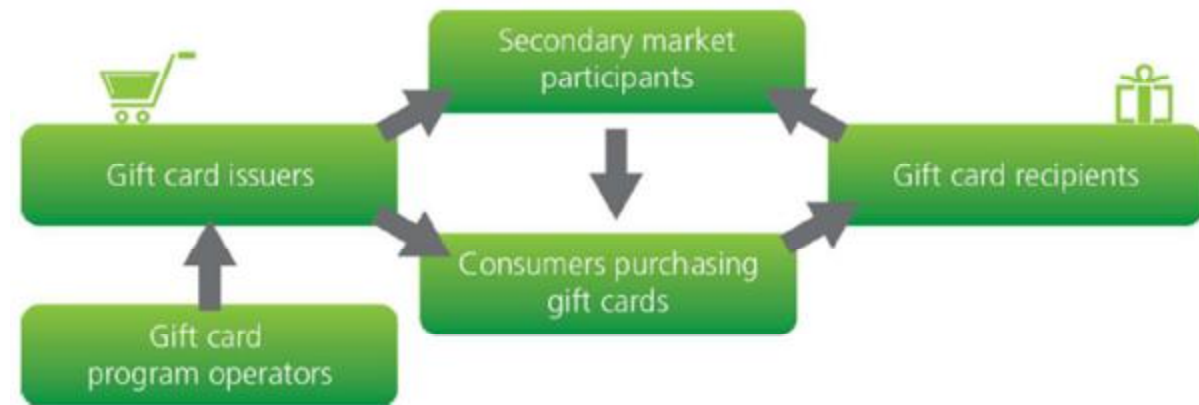 Secondary market
participants
Gift card issuers
Gift card recipients
Consumers purchasing
gift cards
Gift card
program operators